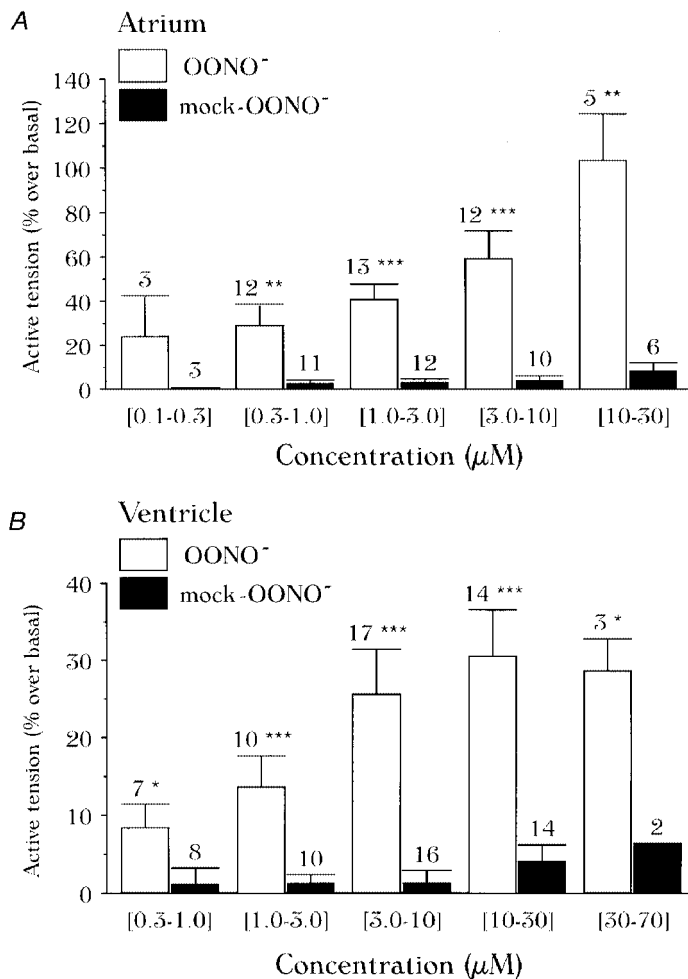 A Atrium
OONO⁻
mock-OONO⁻
Active tension (% over basal)
140
120
100
80
60
40
20
0
3
3
12 **
11
13 ***
12
12 ***
10
5 **
6
[0.1-0.3] [0.3-1.0] [1.0-3.0] [3.0-10] [10-30]
Concentration (μM)
B Ventricle
OONO⁻
mock-OONO⁻
Active tension (% over basal)
40
30
20
10
0
7 *
8
10 ***
10
17 ***
16
14 ***
14
3 *
2
[0.3-1.0] [1.0-3.0] [3.0-10] [10-30] [30-70]
Concentration (μM)